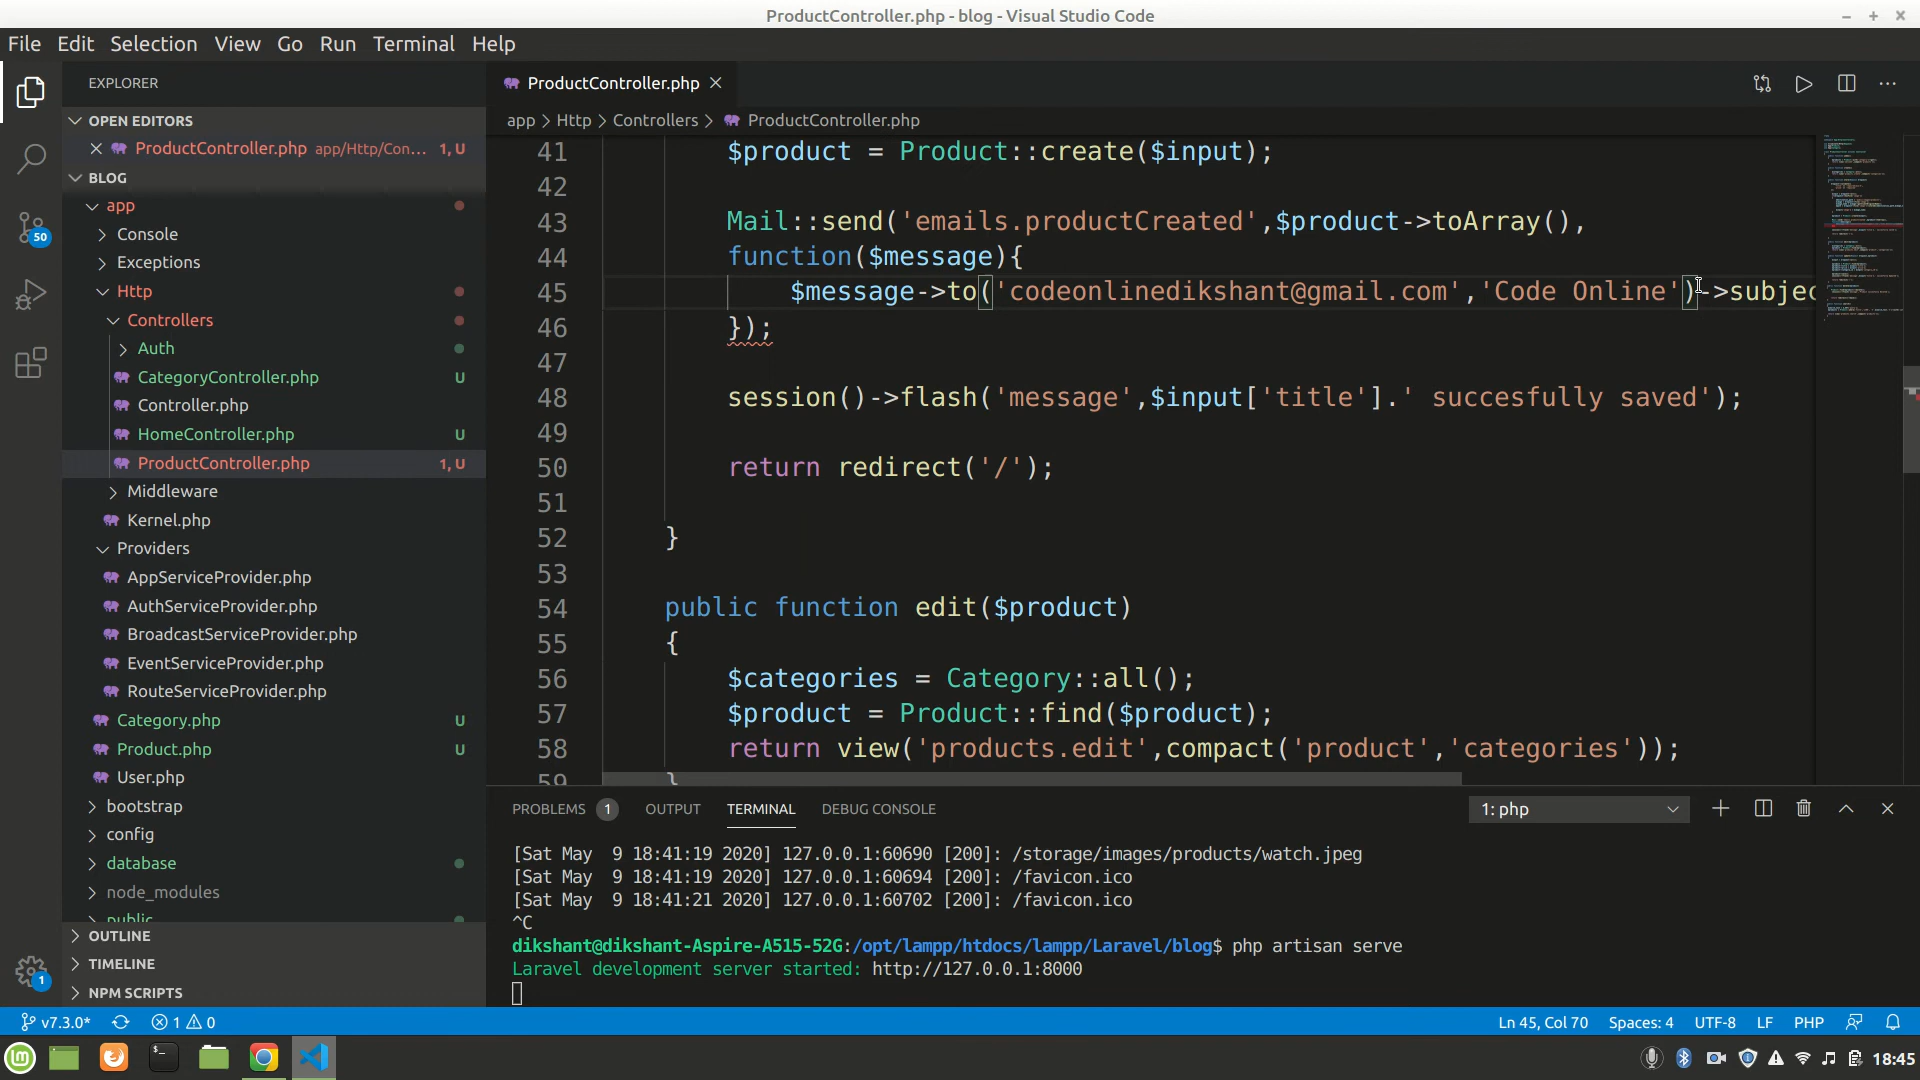 ProductController.php - blog - Visual Studio Code
File Edit Selection View Go Run Terminal Help
EXPLORER
OPEN EDITORS
ProductController.php app/Http/Con... 1, U
BLOG
app
Console
Exceptions
Http
Controllers
Auth
CategoryController.php U
Controller.php
HomeController.php U
ProductController.php 1, U
Middleware
Kernel.php
Providers
AppServiceProvider.php
AuthServiceProvider.php
BroadcastServiceProvider.php
EventServiceProvider.php
RouteServiceProvider.php
Category.php U
Product.php U
User.php
bootstrap
config
database
node_modules
public
OUTLINE
TIMELINE
NPM SCRIPTS
50
1
ProductController.php
app > Http > Controllers > ProductController.php
41 $product = Product::create($input);
42
43 Mail::send('emails.productCreated',$product->toArray(),
44 function($message){
45 $message->to('codeonlinedikshant@gmail.com','Code Online')->subjec
46 });
47
48 session()->flash('message',$input['title'].' succesfully saved');
49
50 return redirect('/');
51
52 }
53
54 public function edit($product)
55 {
56 $categories = Category::all();
57 $product = Product::find($product);
58 return view('products.edit',compact('product','categories'));
59 }
PROBLEMS 1 OUTPUT TERMINAL DEBUG CONSOLE 1: php
[Sat May  9 18:41:19 2020] 127.0.0.1:60690 [200]: /storage/images/products/watch.jpeg
[Sat May  9 18:41:19 2020] 127.0.0.1:60694 [200]: /favicon.ico
[Sat May  9 18:41:21 2020] 127.0.0.1:60702 [200]: /favicon.ico
^C
dikshant@dikshant-Aspire-A515-52G:/opt/lampp/htdocs/lampp/Laravel/blog$ php artisan serve
Laravel development server started: http://127.0.0.1:8000
v7.3.0* 1 0 Ln 45, Col 70 Spaces: 4 UTF-8 LF PHP
18:45